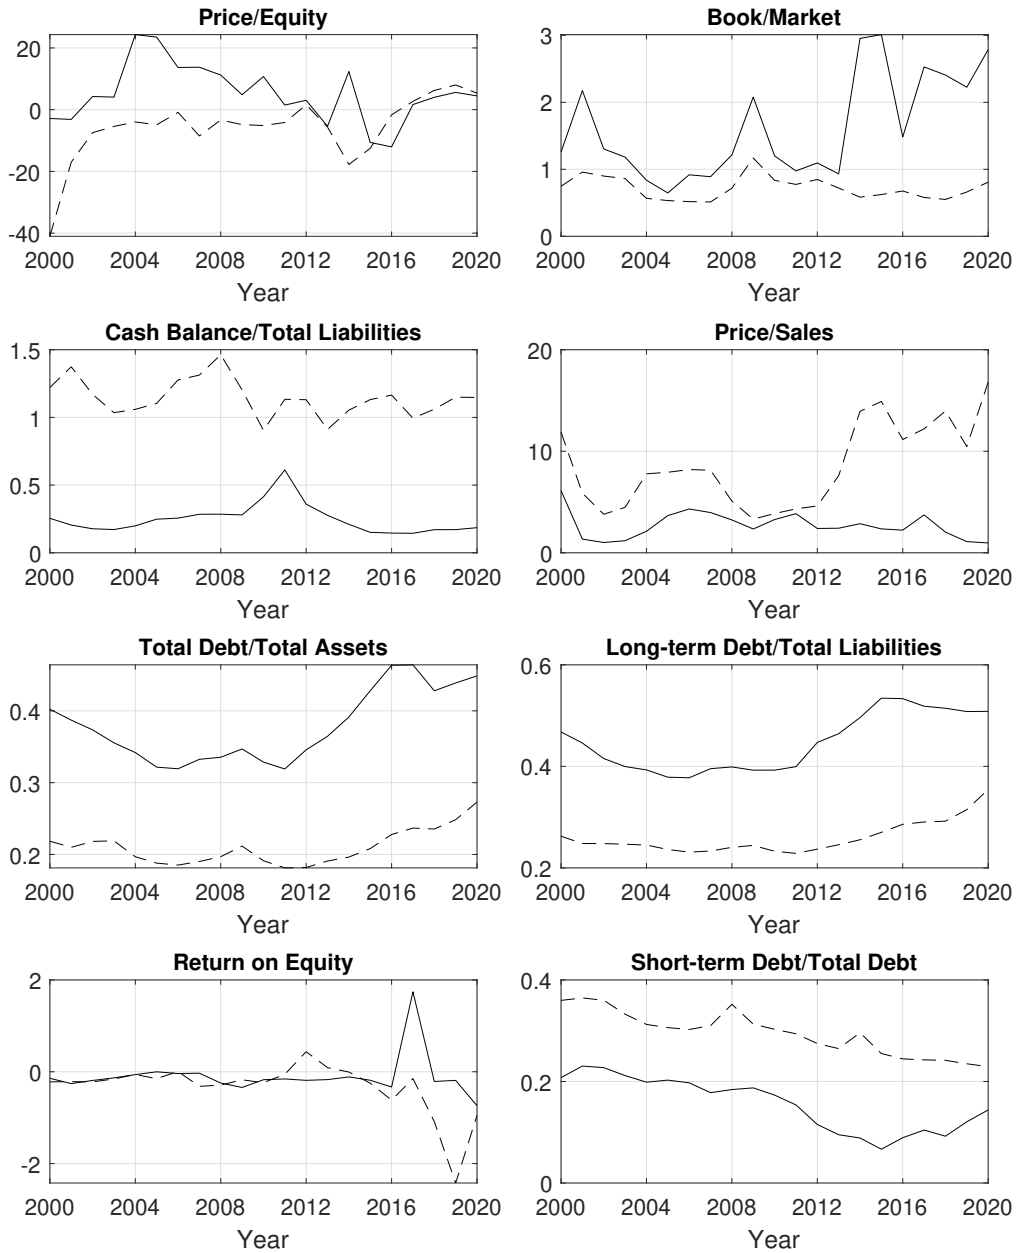 Price/Equity
20
0
-20
-40
2000 2004 2008 2012 2016 2020
Year
Book/Market
3
2
1
0
2000 2004 2008 2012 2016 2020
Year
Cash Balance/Total Liabilities
1.5
1
0.5
0
2000 2004 2008 2012 2016 2020
Year
Price/Sales
20
10
0
2000 2004 2008 2012 2016 2020
Year
Total Debt/Total Assets
0.4
0.3
0.2
2000 2004 2008 2012 2016 2020
Year
Long-term Debt/Total Liabilities
0.6
0.4
0.2
2000 2004 2008 2012 2016 2020
Year
Return on Equity
2
0
-2
2000 2004 2008 2012 2016 2020
Year
Short-term Debt/Total Debt
0.4
0.2
0
2000 2004 2008 2012 2016 2020
Year